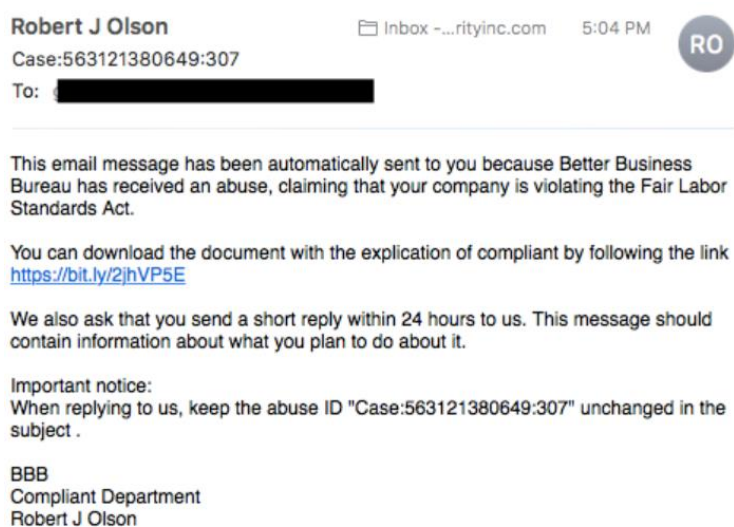 Robert J Olson
Inbox -...rityinc.com
5:04 PM
RO
Case:563121380649:307
To:
This email message has been automatically sent to you because Better Business
Bureau has received an abuse, claiming that your company is violating the Fair Labor
Standards Act.
You can download the document with the explication of compliant by following the link
https://bit.ly/2jhVP5E
We also ask that you send a short reply within 24 hours to us. This message should
contain information about what you plan to do about it.
Important notice:
When replying to us, keep the abuse ID "Case:563121380649:307" unchanged in the
subject .
BBB
Compliant Department
Robert J Olson